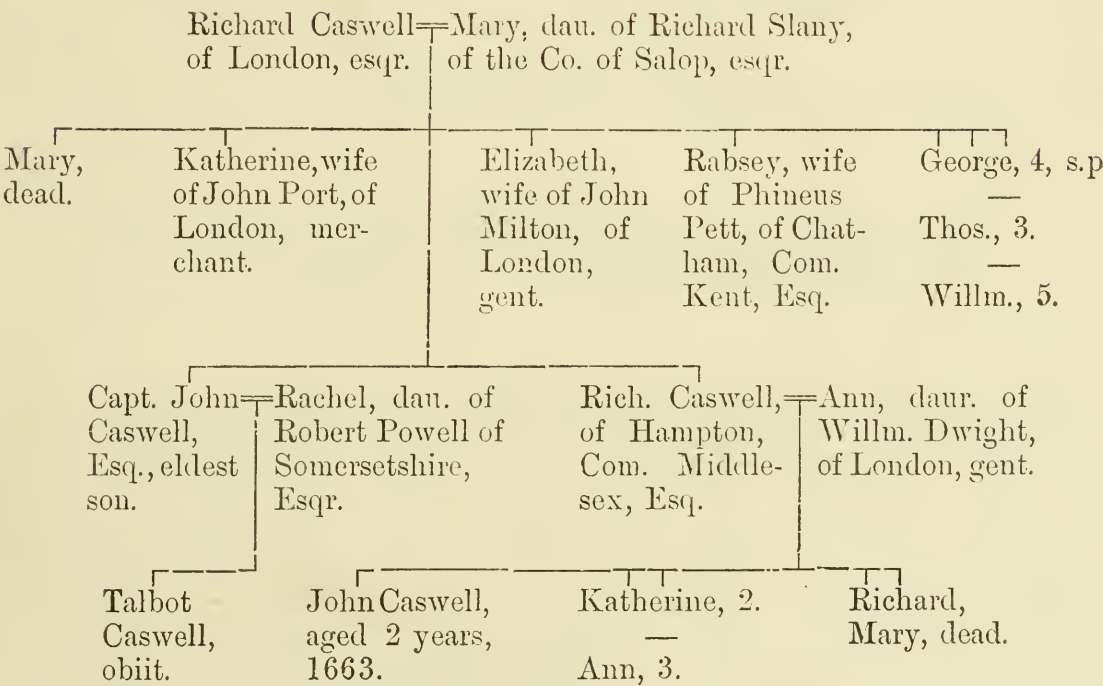 Richard Caswell Mary, dau. of Richard Slany,
of London, esqr. of the Co. of Salop, esqr.
Mary,
dead.
Katherine, wife
of John Port, of
London, mer-
chant.
Elizabeth,
wife of John
Milton, of
London,
gent.
Rabsey, wife
of Phineus
Pett, of Chat-
ham, Com.
Kent, Esq.
George, 4, s.p
—
Thos., 3.
—
Willm., 5.
Capt. John
Caswell,
Esq., eldest
son.
Rachel, dau. of
Robert Powell of
Somersetshire,
Esqr.
Rich. Caswell,
of Hampton,
Com. Middle-
sex, Esq.
Ann, daur. of
Willm. Dwight,
of London, gent.
Talbot
Caswell,
obiit.
John Caswell,
aged 2 years,
1663.
Katherine, 2.
—
Ann, 3.
Richard,
Mary, dead.